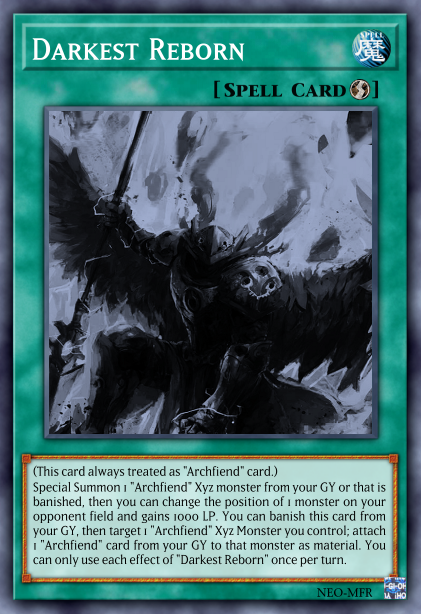 DARKEST REBORN
SPELL
魔
[SPELL CARD]
(This card always treated as "Archfiend" card.)
Special Summon 1 "Archfiend" Xyz monster from your GY or that is
banished, then you can change the position of 1 monster on your
opponent field and gains 1000 LP. You can banish this card from
your GY, then target 1 "Archfiend" Xyz Monster you control; attach
1 "Archfiend" card from your GY to that monster as material. You
can only use each effect of "Darkest Reborn" once per turn.
NEO-MFR